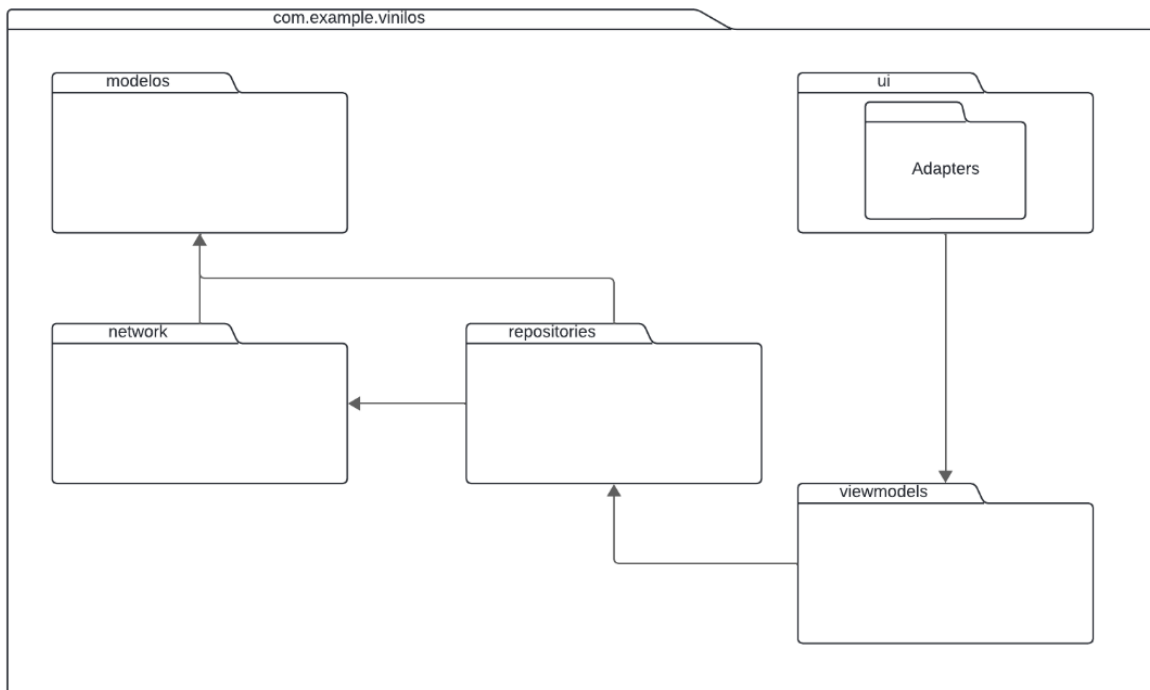 com.example.vinilos
modelos
ui
Adapters
network
repositories
viewmodels